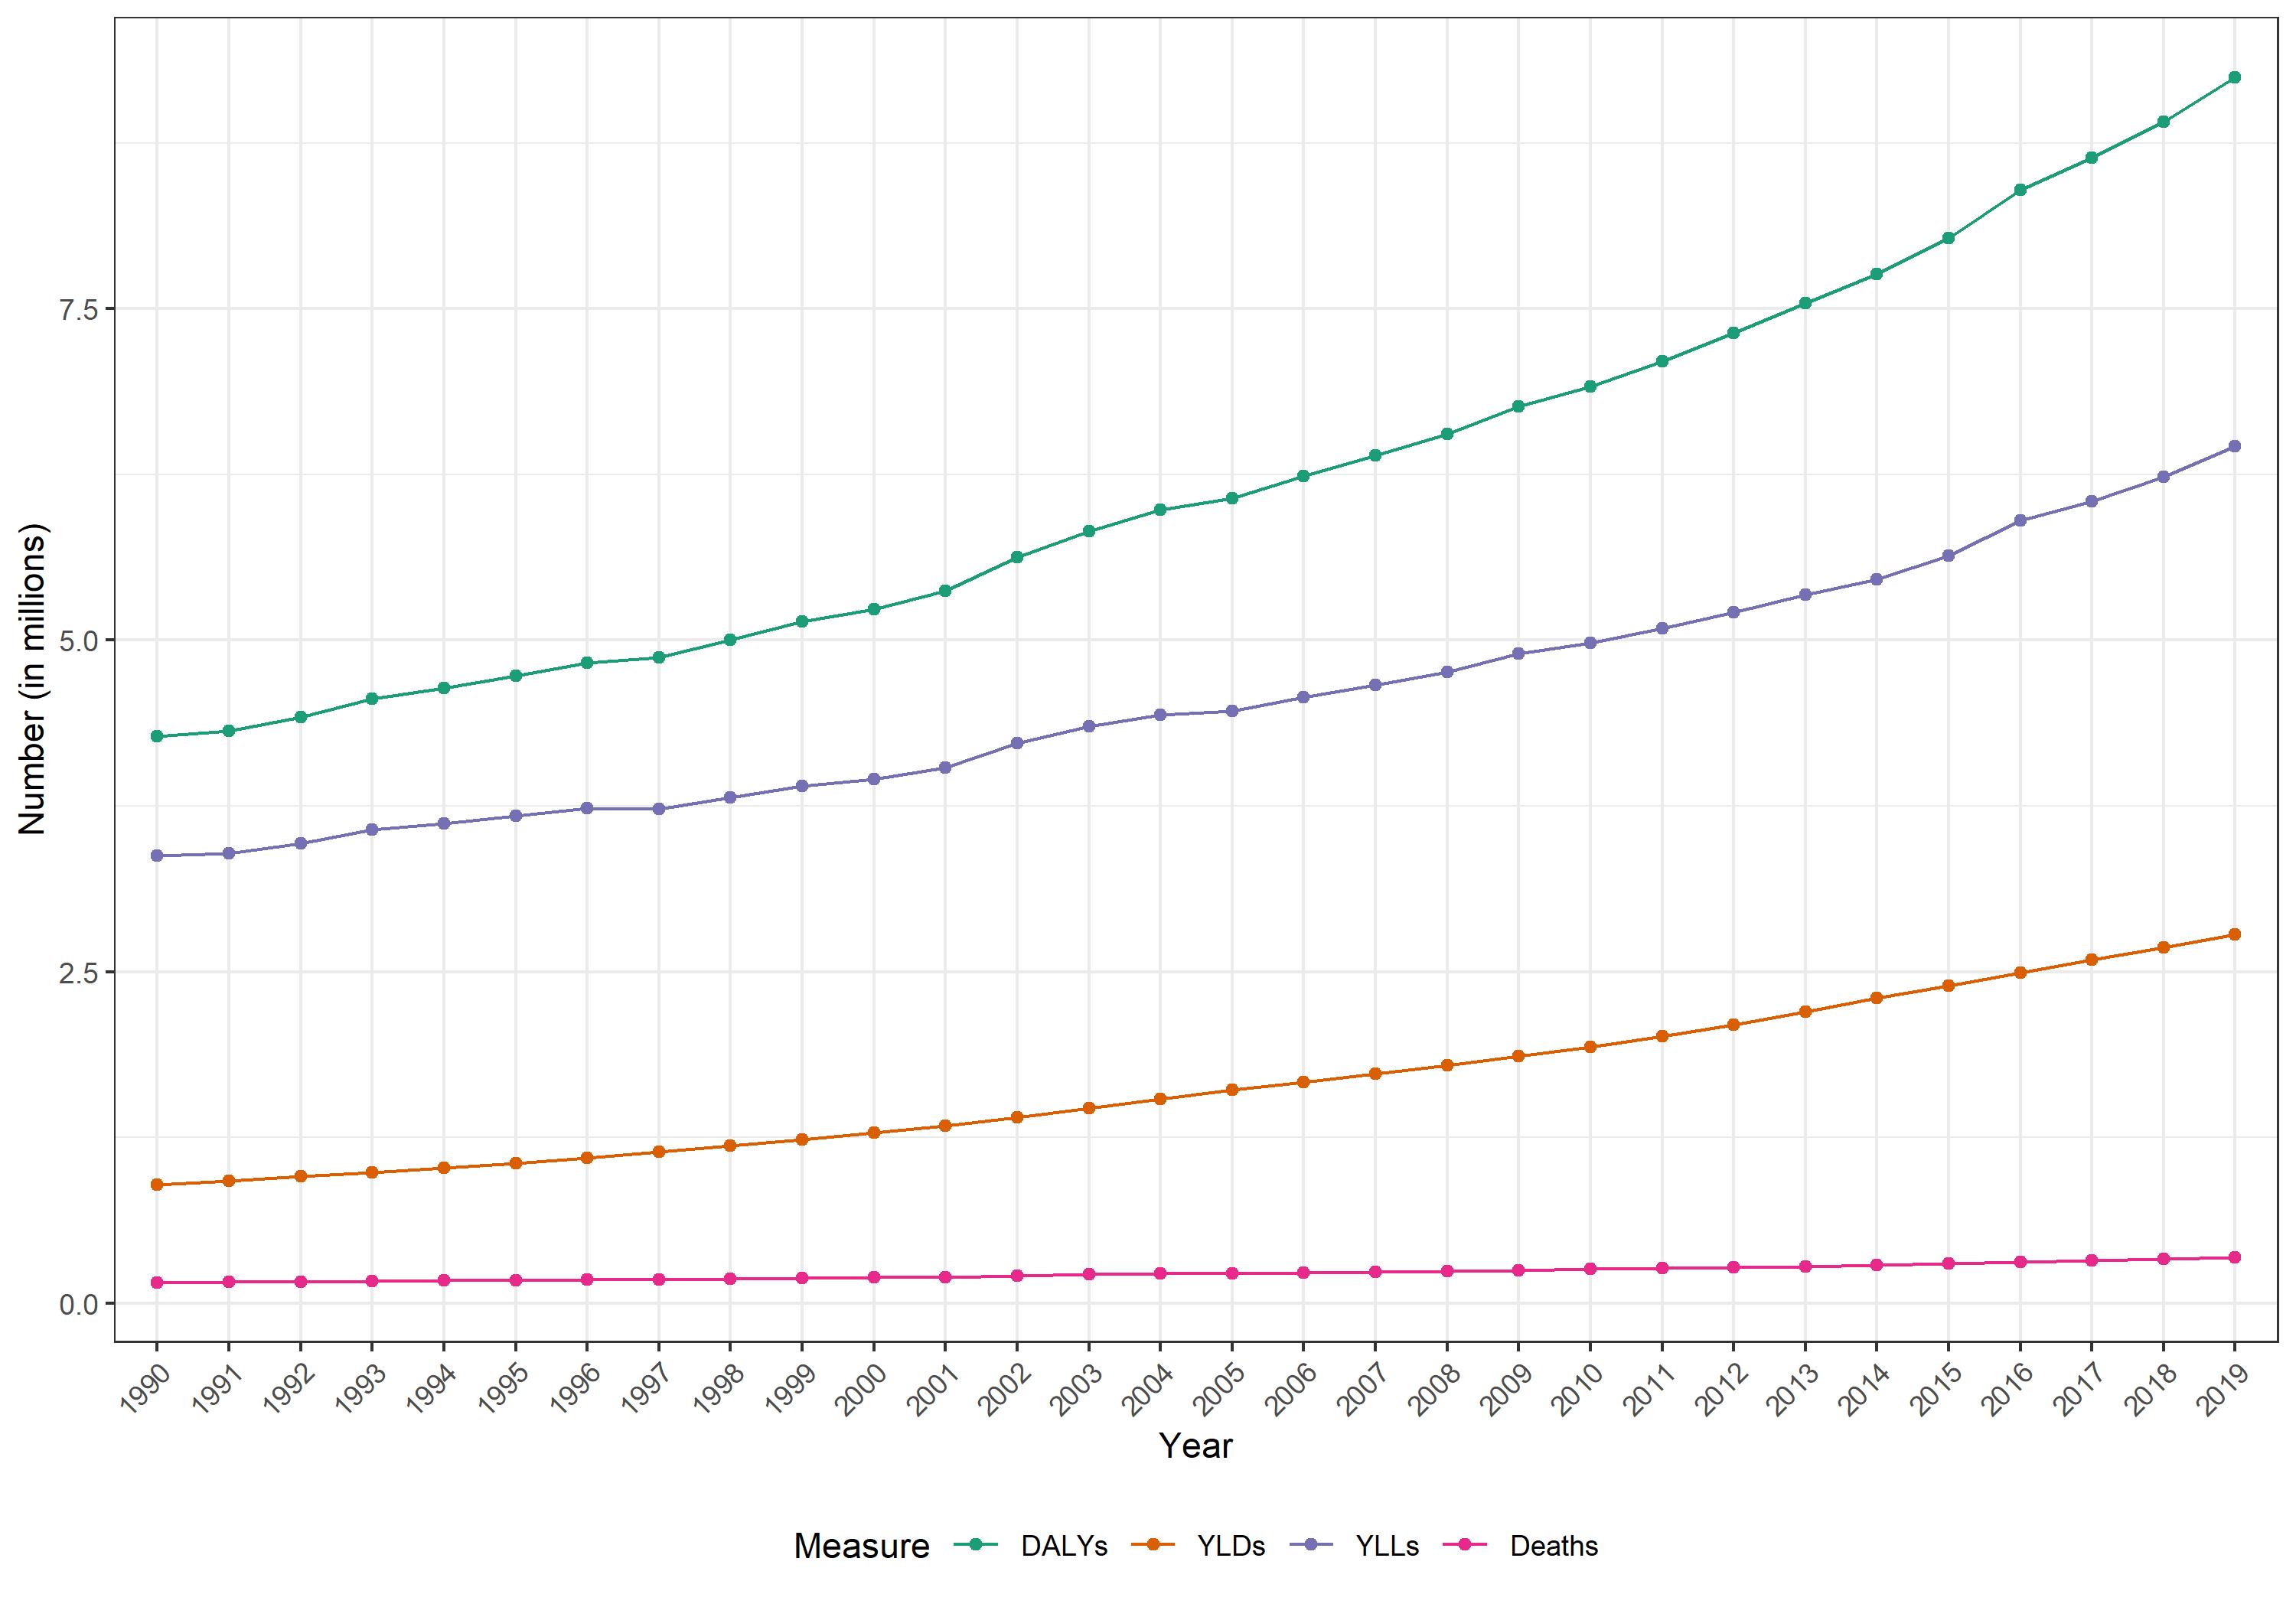 Number (in millions)
7.5
5.0
2.5
0.0
1990 1991 1992 1993 1994 1995 1996 1997 1998 1999 2000 2001 2002 2003 2004 2005 2006 2007 2008 2009 2010 2011 2012 2013 2014 2015 2016 2017 2018 2019
Year
Measure DALYs YLDs YLLs Deaths